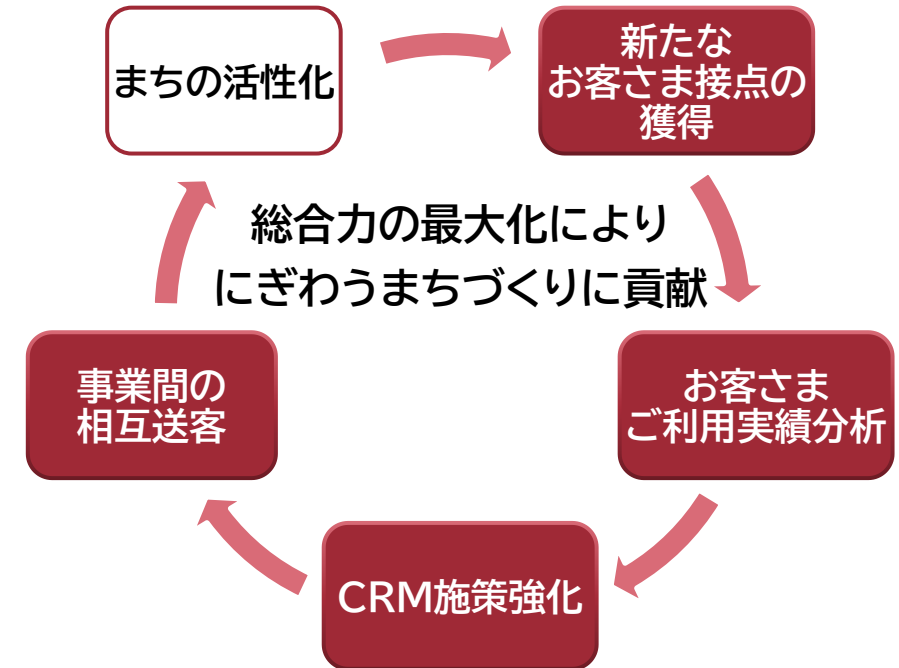 まちの活性化
新たな
お客さま接点の
獲得
総合力の最大化により
にぎわうまちづくりに貢献
事業間の
相互送客
お客さま
ご利用実績分析
CRM施策強化